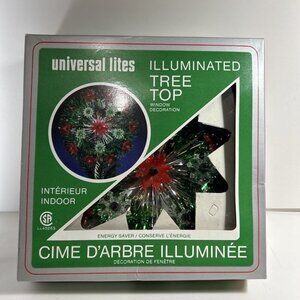 universal lites
ILLUMINATED
TREE
TOP
WINDOW
DECORATION
INTÉRIEUR
INDOOR
ENERGY SAVER / CONSERVE L'ÉNERGIE
CIME D'ARBRE ILLUMINÉE
DÉCORATION DE FENÊTRE